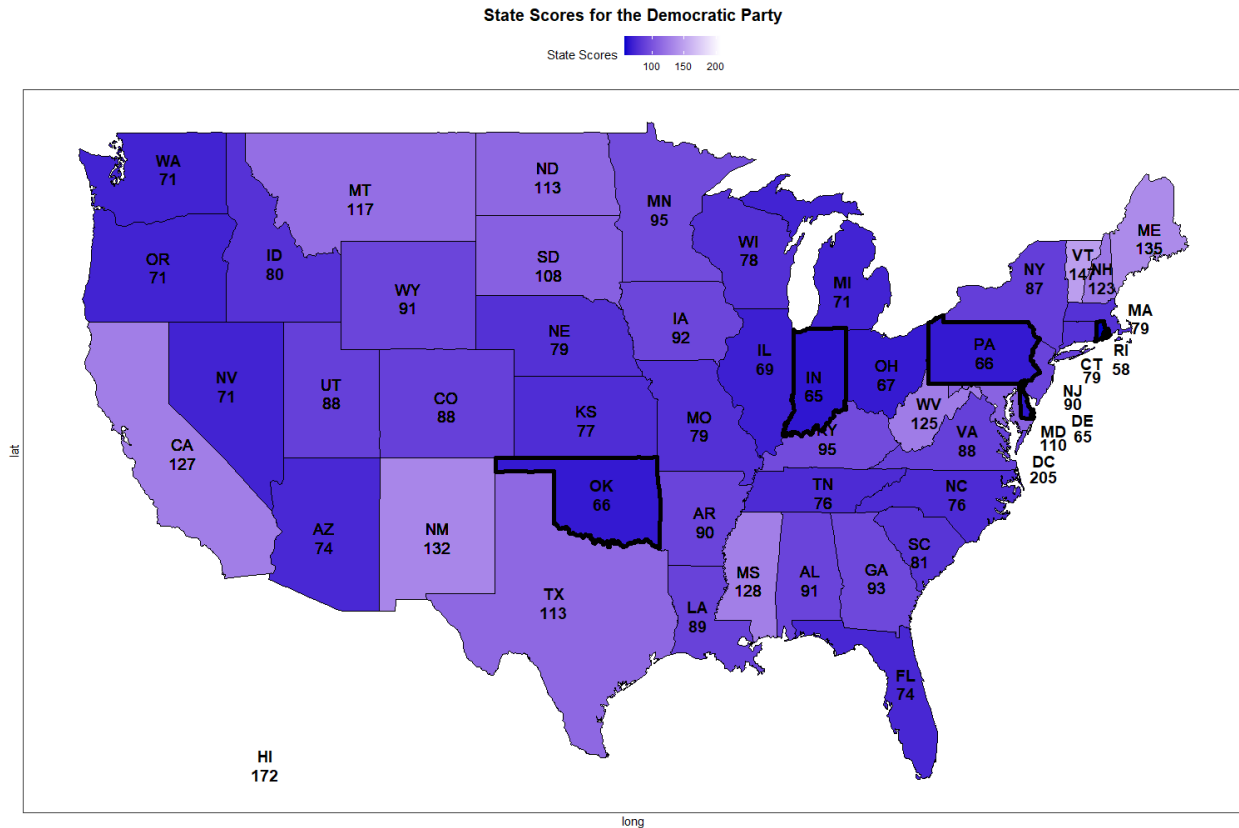 State Scores for the Democratic Party
State Scores
100 150 200
WA
71
OR
71
ID
80
MT
117
ND
113
MN
95
SD
108
WY
91
WI
78
MI
71
NY
87
VT
147
NH
123
ME
135
MA
79
RI
58
CT
79
NJ
90
DE
65
MD
110
DC
205
NE
79
IA
92
IL
69
IN
65
OH
67
PA
66
WV
125
VA
88
KY
95
NV
71
UT
88
CO
88
KS
77
MO
79
CA
127
AZ
74
NM
132
OK
66
AR
90
TN
76
NC
76
SC
81
TX
113
LA
89
MS
128
AL
91
GA
93
FL
74
HI
172
lat
long